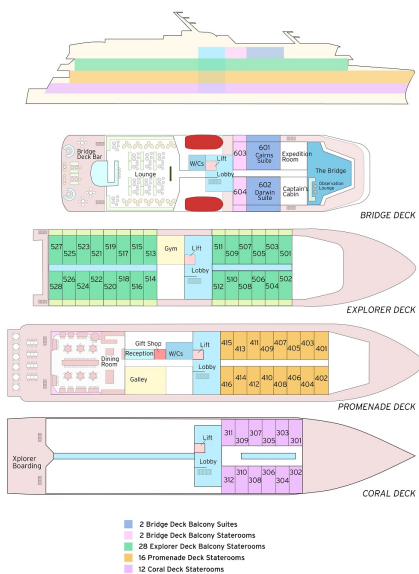 Bridge
Deck Bar
Lounge
W/Cs
Lift
Lobby
603
604
601
Cairns
Suite
602
Darwin
Suite
Expedition
Room
Captain's
Cabin
The Bridge
Observation
Lounge
BRIDGE DECK
527 523 519 517 513
525 521 515
Gym
Lift
511 507 503
509 505 501
526 522 518 514
528 524 520 516
Lobby
510 506 502
512 508 504
EXPLORER DECK
Dining
Room
Gift Shop
Reception
W/Cs
Lift
Lobby
Galley
415 411 407 403
413 409 405 401
414 410 406 402
416 412 408 404
PROMENADE DECK
Xplorer
Boarding
Lift
Lobby
311 307 303
309 305 301
310 306 302
312 308 304
CORAL DECK
2 Bridge Deck Balcony Suites
2 Bridge Deck Balcony Staterooms
28 Explorer Deck Balcony Staterooms
16 Promenade Deck Staterooms
12 Coral Deck Staterooms